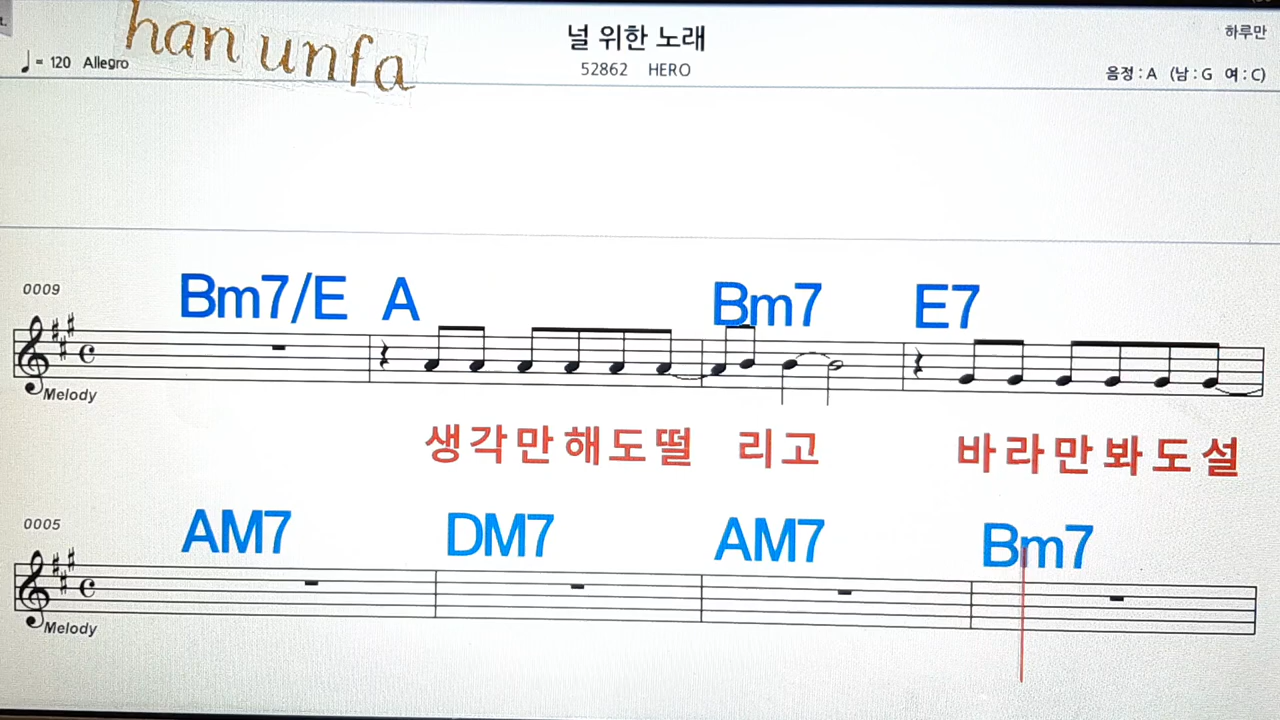 han unfa
널 위한 노래
하루만
♩= 120 Allegro
52862 HERO
음정 : A (남 : G 여 : C)
0009
Bm7/E A Bm7 E7
Melody
생각만해도떨 리고 바라만봐도설
0005
AM7 DM7 AM7 Bm7
Melody